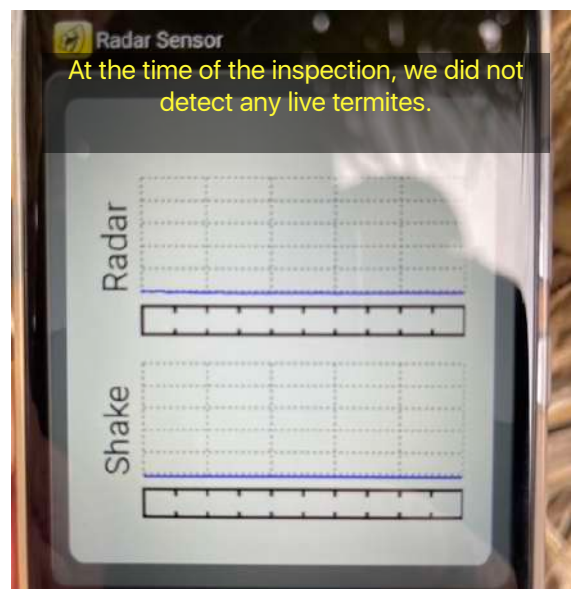 Radar Sensor
At the time of the inspection, we did not
detect any live termites.
Radar
Shake